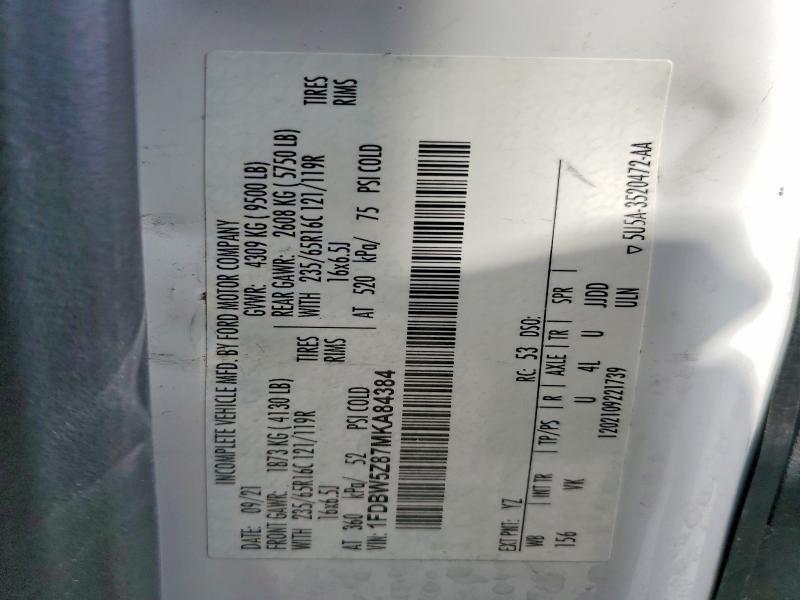 INCOMPLETE VEHICLE MFD. BY FORD MOTOR COMPANY
DATE: 09/21 GVWR: 4309 KG ( 9500 LB)
FRONT GAWR: 1873 KG ( 4130 LB) REAR GAWR: 2608 KG ( 5750 LB)
WITH 235/65R16C 121/119R TIRES WITH 235/65R16C 121/119R TIRES
16x6.5J RIMS 16x6.5J RIMS
AT 360 kPa/ 52 PSI COLD AT 520 kPa/ 75 PSI COLD
VIN: 1FDBW5Z87MKA84384
EXT PNT: YZ RC: 53 DSO:
WB INT TR TP/PS R AXLE TR SPR
156 VK U 4L U JJDD
1202109221739 ULN
▽ 5U5A-3520472-AA